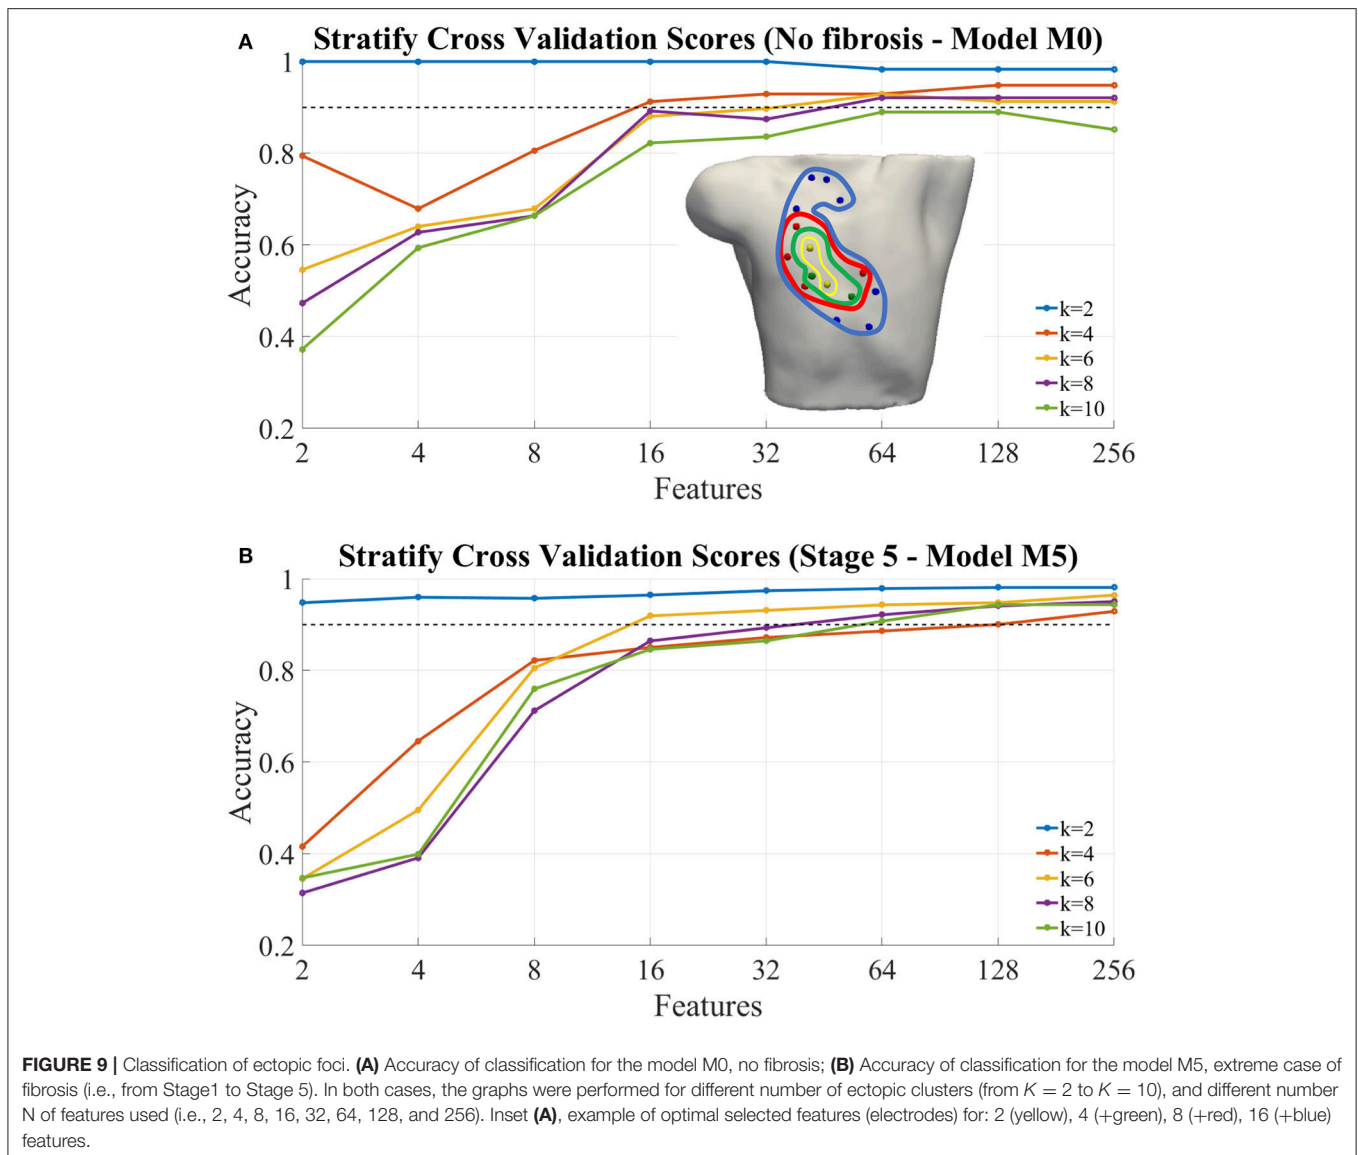 A
Stratify Cross Validation Scores (No fibrosis - Model M0)
1
0.8
0.6
0.4
0.2
Accuracy
2 4 8 16 32 64 128 256
Features
k=2
k=4
k=6
k=8
k=10
B
Stratify Cross Validation Scores (Stage 5 - Model M5)
1
0.8
0.6
0.4
0.2
Accuracy
2 4 8 16 32 64 128 256
Features
k=2
k=4
k=6
k=8
k=10
FIGURE 9 | Classification of ectopic foci. (A) Accuracy of classification for the model M0, no fibrosis; (B) Accuracy of classification for the model M5, extreme case of
fibrosis (i.e., from Stage1 to Stage 5). In both cases, the graphs were performed for different number of ectopic clusters (from K = 2 to K = 10), and different number
N of features used (i.e., 2, 4, 8, 16, 32, 64, 128, and 256). Inset (A), example of optimal selected features (electrodes) for: 2 (yellow), 4 (+green), 8 (+red), 16 (+blue)
features.